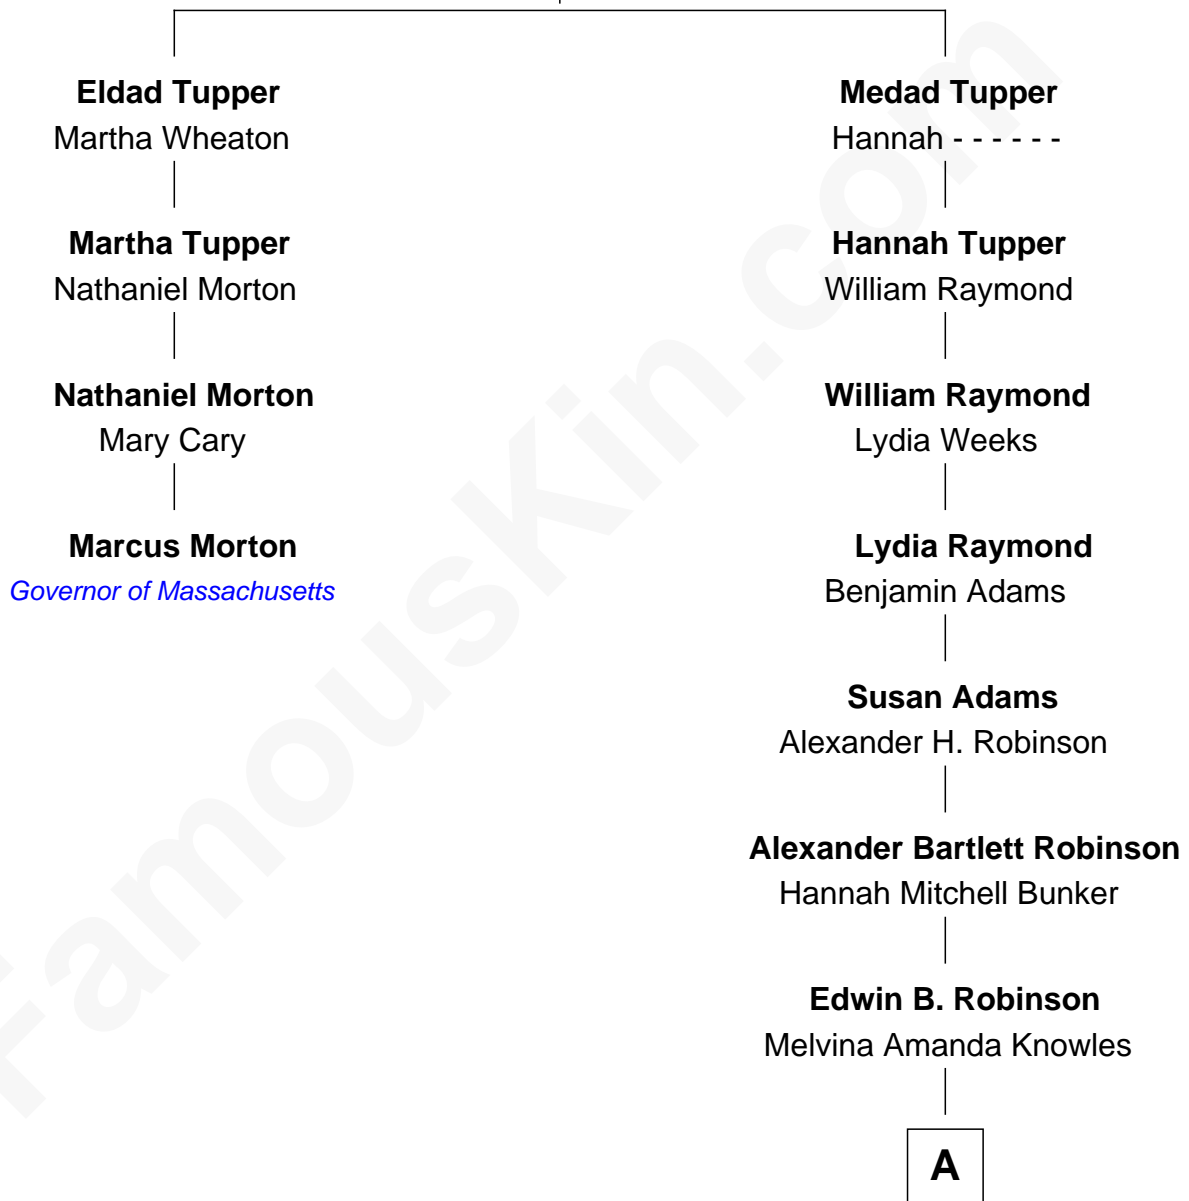 Eldad Tupper
Martha Wheaton
Martha Tupper
Nathaniel Morton
Nathaniel Morton
Mary Cary
Marcus Morton
Governor of Massachusetts
Medad Tupper
Hannah - - - - - -
Hannah Tupper
William Raymond
William Raymond
Lydia Weeks
Lydia Raymond
Benjamin Adams
Susan Adams
Alexander H. Robinson
Alexander Bartlett Robinson
Hannah Mitchell Bunker
Edwin B. Robinson
Melvina Amanda Knowles
A
FamousKin.com